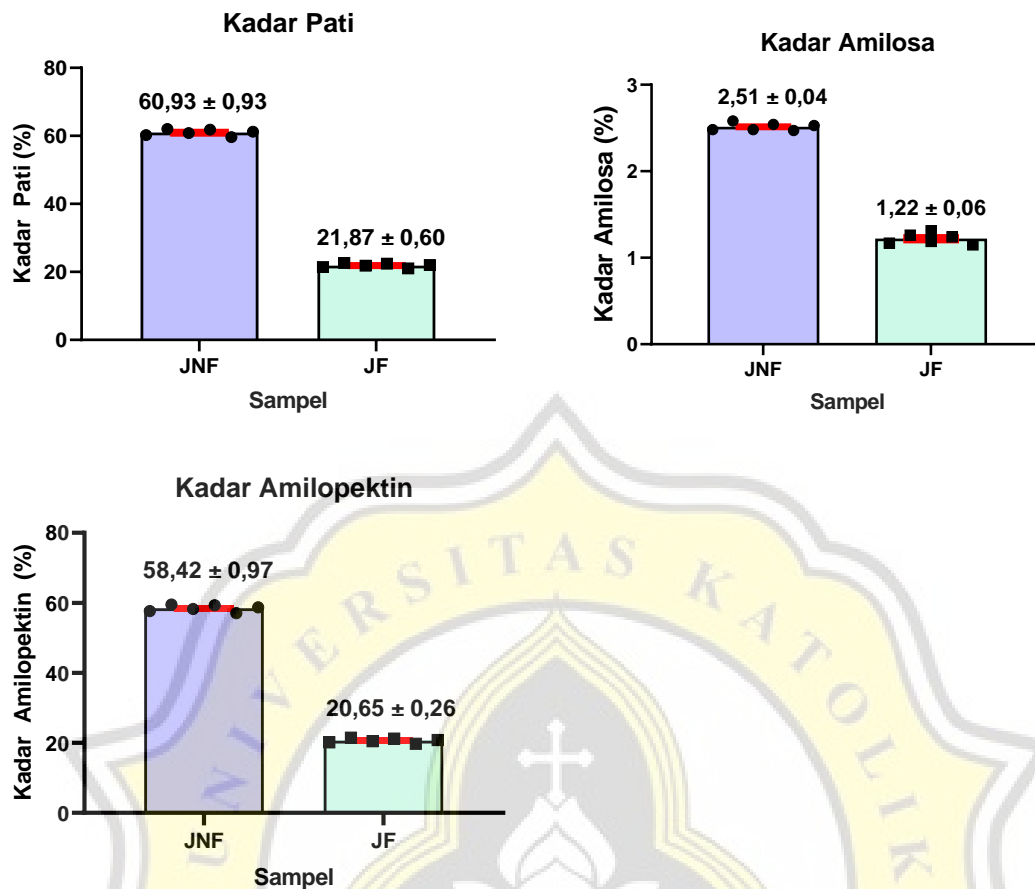 Kadar Pati
Kadar Pati (%)
80
60
40
20
0
60,93 ± 0,93
21,87 ± 0,60
JNF
JF
Sampel
Kadar Amilosa
Kadar Amilosa (%)
3
2
1
0
2,51 ± 0,04
1,22 ± 0,06
JNF
JF
Sampel
Kadar Amilopektin
Kadar Amilopektin (%)
80
60
40
20
0
58,42 ± 0,97
20,65 ± 0,26
JNF
JF
Sampel
UNIVERSITAS KATOLIK